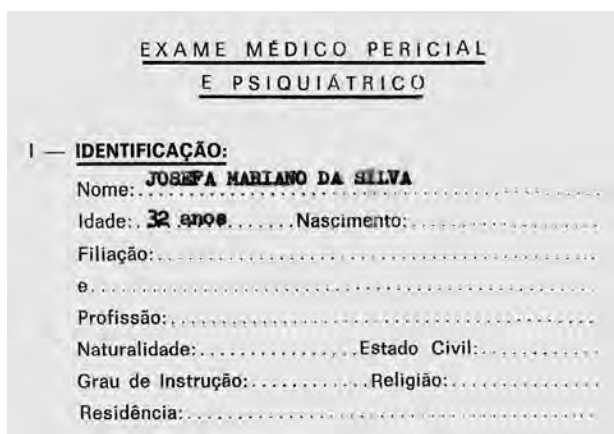 EXAME MÉDICO PERICIAL
E PSIQUIÁTRICO
I — IDENTIFICAÇÃO:
Nome: JOSEFA MARIANO DA SILVA
Idade: 32 anos Nascimento:
Filiação:
e
Profissão:
Naturalidade: Estado Civil:
Grau de Instrução: Religião:
Residência: